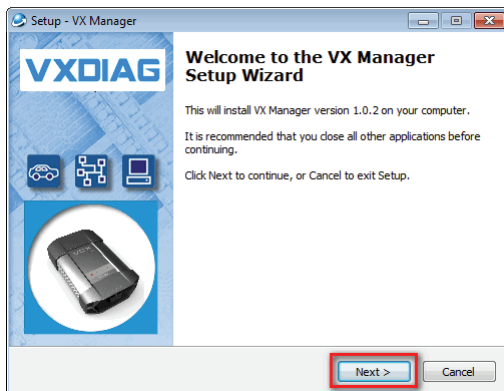 Setup - VX Manager
VXDIAG
Welcome to the VX Manager
Setup Wizard
This will install VX Manager version 1.0.2 on your computer.
It is recommended that you close all other applications before
continuing.
Click Next to continue, or Cancel to exit Setup.
Next >
Cancel